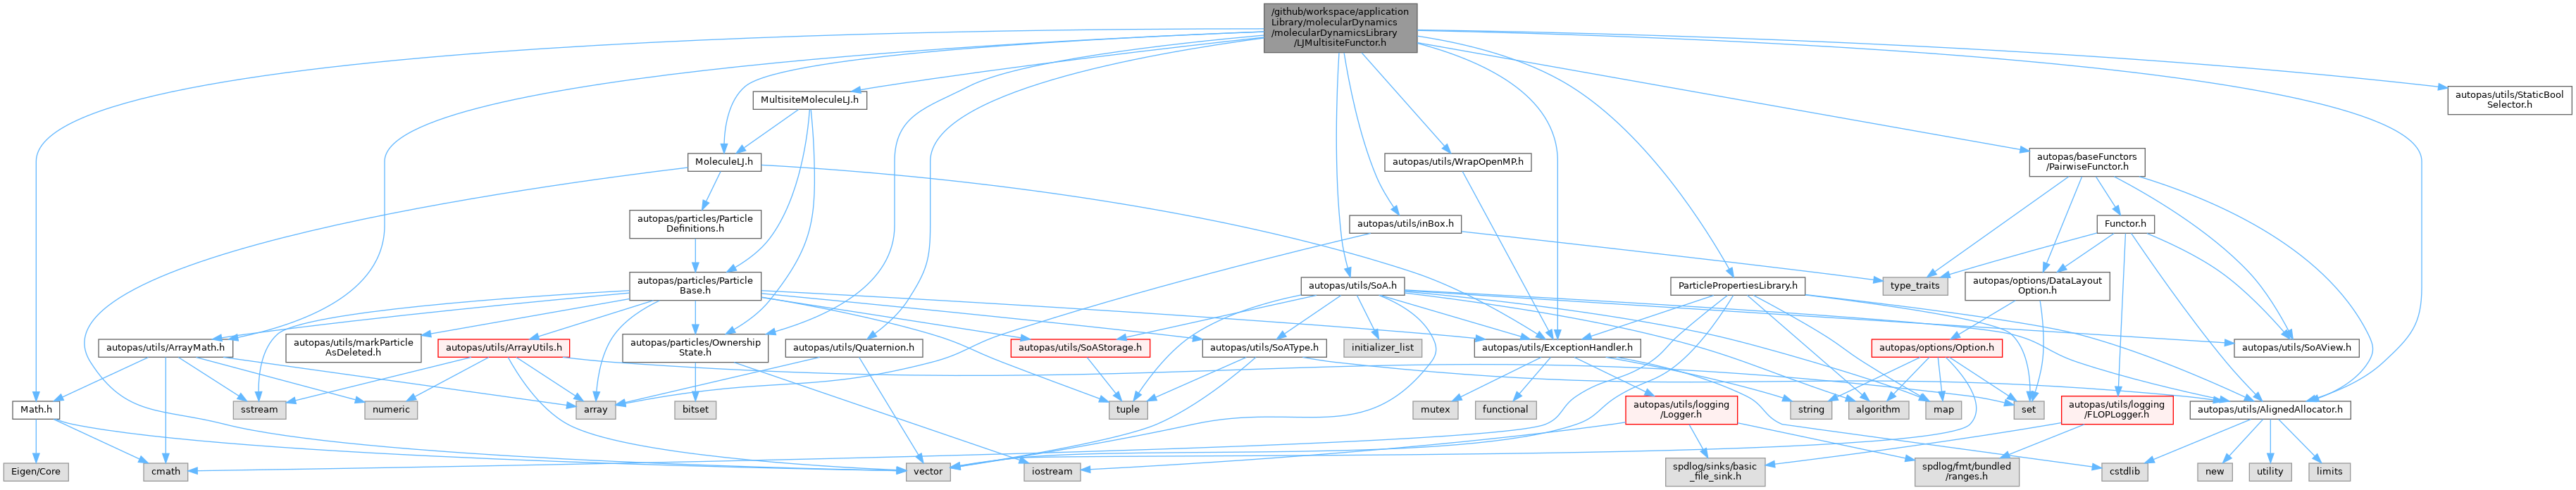 /github/workspace/application
Library/molecularDynamics
/molecularDynamicsLibrary
/LJMultisiteFunctor.h
MultisiteMoleculeLJ.h
autopas/utils/StaticBool
Selector.h
MoleculeLJ.h
autopas/utils/WrapOpenMP.h
autopas/baseFunctors
/PairwiseFunctor.h
autopas/particles/Particle
Definitions.h
autopas/utils/inBox.h
Functor.h
autopas/particles/Particle
Base.h
autopas/utils/SoA.h
ParticlePropertiesLibrary.h
type_traits
autopas/options/DataLayout
Option.h
autopas/utils/ArrayMath.h
autopas/utils/markParticle
AsDeleted.h
autopas/utils/ArrayUtils.h
autopas/particles/Ownership
State.h
autopas/utils/Quaternion.h
autopas/utils/SoAStorage.h
autopas/utils/SoAType.h
initializer_list
autopas/utils/ExceptionHandler.h
autopas/options/Option.h
autopas/utils/SoAView.h
Math.h
sstream
numeric
array
bitset
tuple
mutex
functional
autopas/utils/logging
/Logger.h
string
algorithm
map
set
autopas/utils/logging
/FLOPLogger.h
autopas/utils/AlignedAllocator.h
Eigen/Core
cmath
vector
iostream
spdlog/sinks/basic
_file_sink.h
spdlog/fmt/bundled
/ranges.h
cstdlib
new
utility
limits